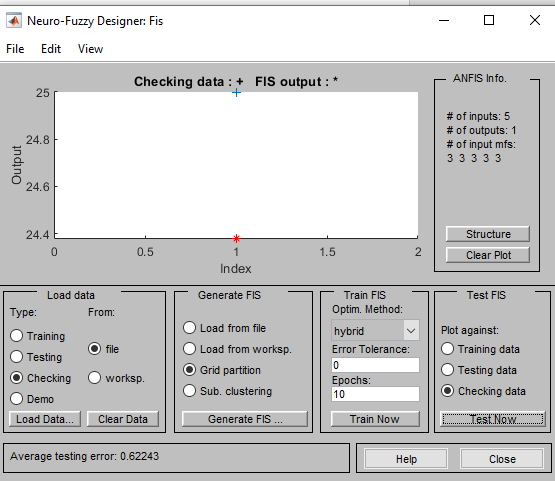 Neuro-Fuzzy Designer: Fis
File Edit View
Checking data : + FIS output : *
25
24.8
24.6
24.4
Output
0 0.5 1 1.5 2
Index
ANFIS Info.
# of inputs: 5
# of outputs: 1
# of input mfs:
3 3 3 3 3
Structure
Clear Plot
Load data
Type: From:
Training
Testing
Checking
Demo
file
worksp.
Load Data... Clear Data
Generate FIS
Load from file
Load from worksp.
Grid partition
Sub. clustering
Generate FIS ...
Train FIS
Optim. Method:
hybrid
Error Tolerance:
0
Epochs:
10
Train Now
Test FIS
Plot against:
Training data
Testing data
Checking data
Test Now
Average testing error: 0.62243
Help Close